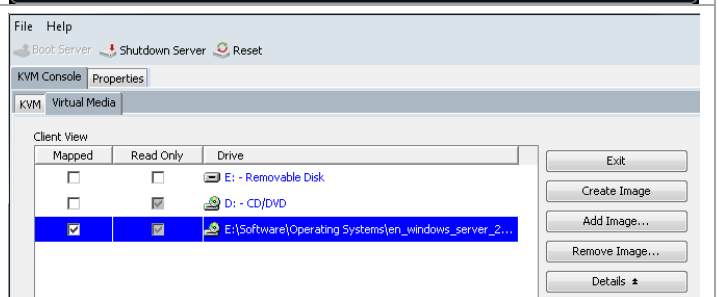 File Help
Boot Server Shutdown Server Reset
KVM Console Properties
KVM Virtual Media
Client View
Mapped Read Only Drive
E: - Removable Disk
D: - CD/DVD
E:\Software\Operating Systems\en_windows_server_2...
Exit
Create Image
Add Image...
Remove Image...
Details